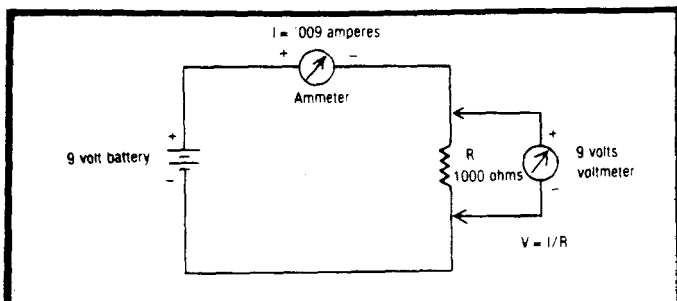 I = .009 amperes
+ −
Ammeter
+
9 volt battery
−
R
1000 ohms
+
9 volts
voltmeter
−
V = I/R